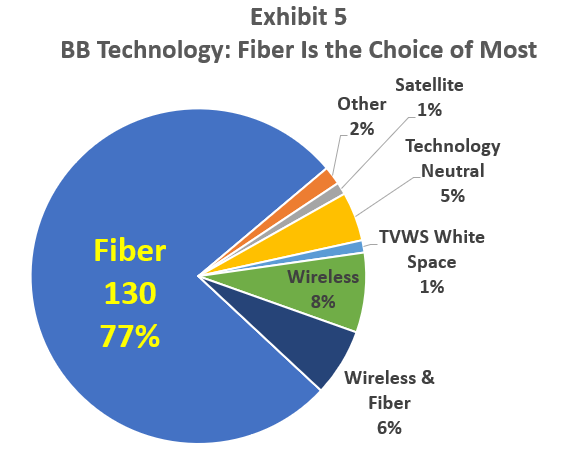 Exhibit 5
BB Technology: Fiber Is the Choice of Most
Satellite
1%
Other
2%
Technology
Neutral
5%
TVWS White
Space
1%
Fiber
130
77%
Wireless
8%
Wireless &
Fiber
6%